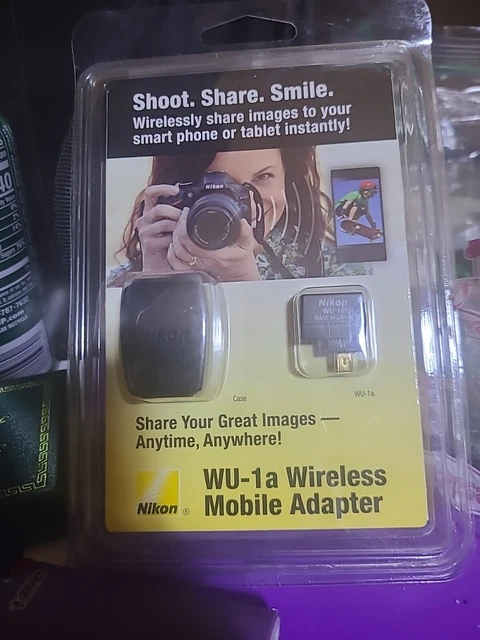 Shoot. Share. Smile.
Wirelessly share images to your
smart phone or tablet instantly!
Nikon
Nikon
WU-1a
Case
WU-1a
Share Your Great Images —
Anytime, Anywhere!
Nikon ®
WU-1a Wireless
Mobile Adapter
40